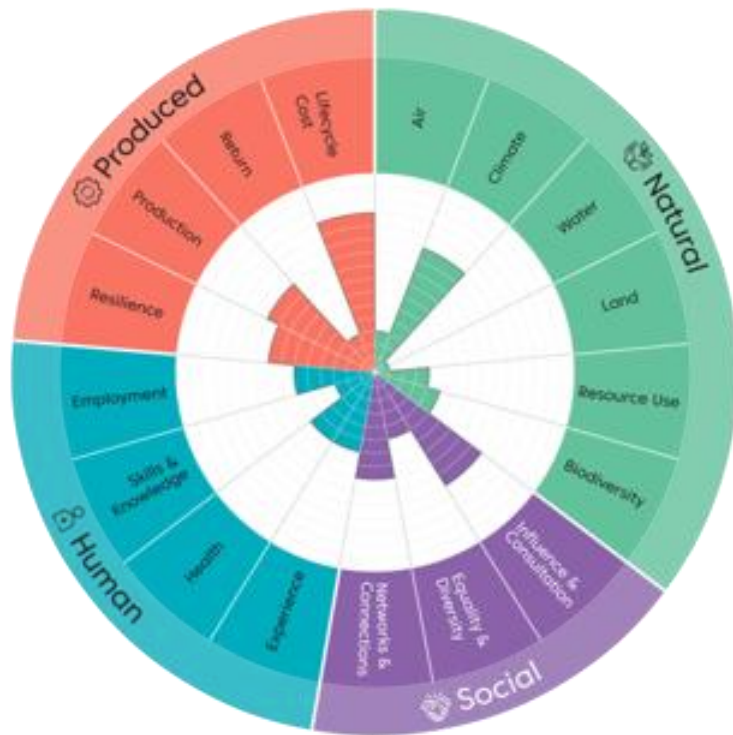 Produced
Lifecycle
Cost
Return
Production
Resilience
Natural
Air
Climate
Water
Land
Resource Use
Biodiversity
Social
Influence &
Consultation
Equality &
Diversity
Networks &
Connections
Human
Experience
Health
Skills &
Knowledge
Employment